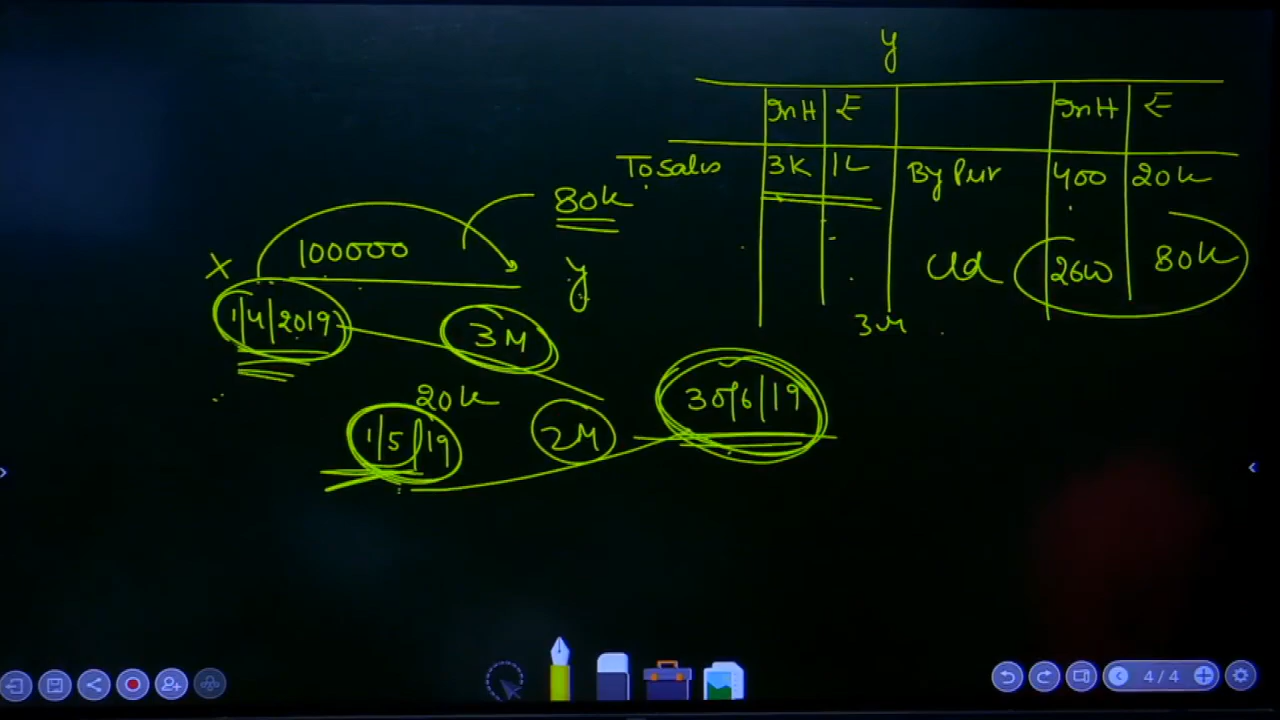 y
InH £ InH £
To sales 3K 1L By Pur 400 20K
80K
100000
X y c/d 2600 80K
1/4/2019 3M 3M
20K 30/6/19
1/5/19 2M
4/4